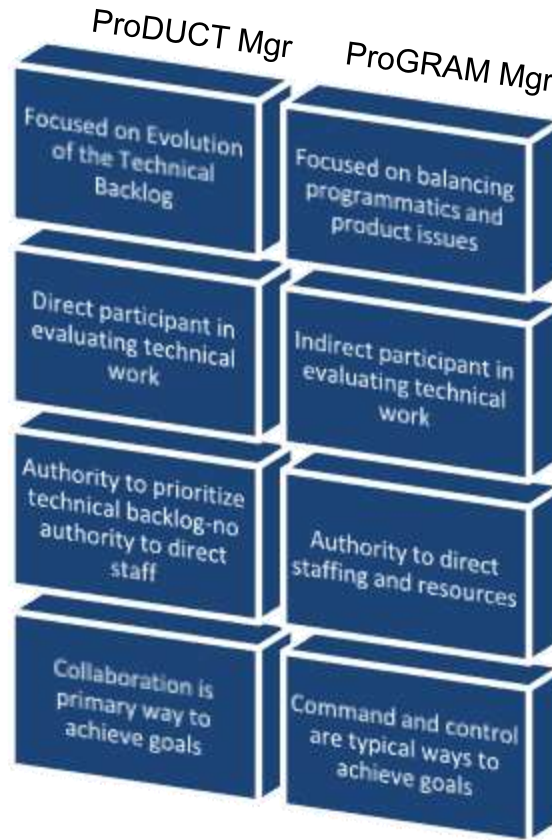 ProDUCT Mgr
ProGRAM Mgr
Focused on Evolution
of the Technical
Backlog
Focused on balancing
programmatics and
product issues
Direct participant in
evaluating technical
work
Indirect participant in
evaluating technical
work
Authority to prioritize
technical backlog-no
authority to direct
staff
Authority to direct
staffing and resources
Collaboration is
primary way to
achieve goals
Command and control
are typical ways to
achieve goals